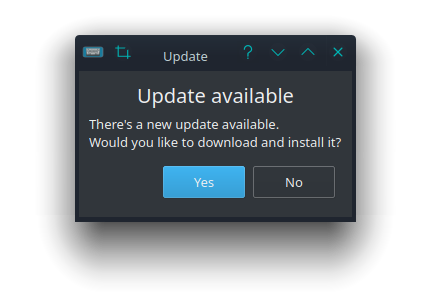 Update
Update available
There's a new update available.
Would you like to download and install it?
Yes
No